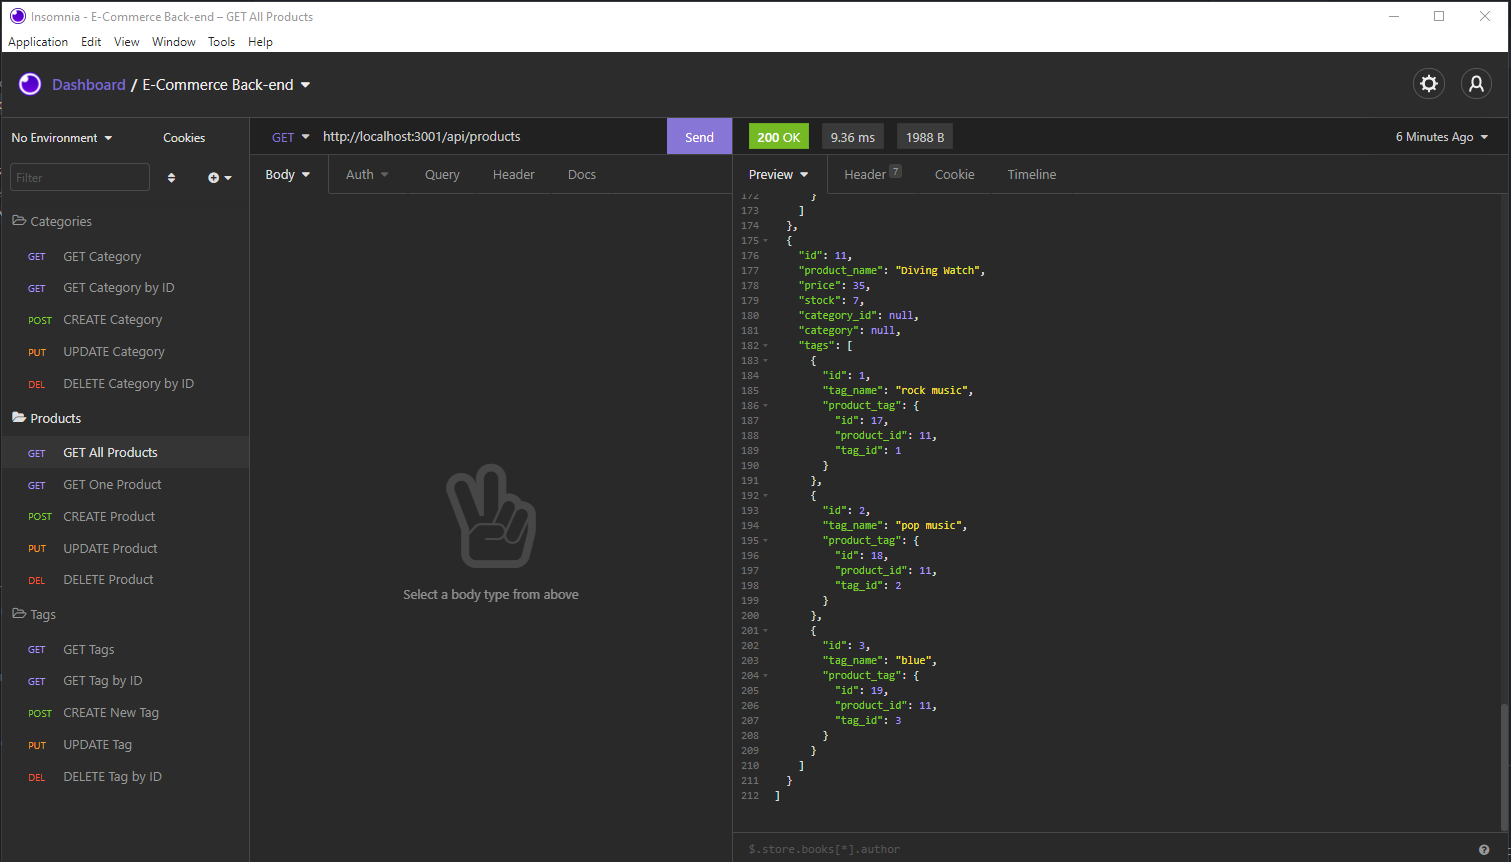 Insomnia - E-Commerce Back-end – GET All Products
Application Edit View Window Tools Help
Dashboard / E-Commerce Back-end
No Environment Cookies
Filter
Categories
GET GET Category
GET GET Category by ID
POST CREATE Category
PUT UPDATE Category
DEL DELETE Category by ID
Products
GET GET All Products
GET GET One Product
POST CREATE Product
PUT UPDATE Product
DEL DELETE Product
Tags
GET GET Tags
GET GET Tag by ID
POST CREATE New Tag
PUT UPDATE Tag
DEL DELETE Tag by ID
GET http://localhost:3001/api/products Send
Body Auth Query Header Docs
Select a body type from above
200 OK 9.36 ms 1988 B 6 Minutes Ago
Preview Header 7 Cookie Timeline
172 }
173 ]
174 },
175 {
176 "id": 11,
177 "product_name": "Diving Watch",
178 "price": 35,
179 "stock": 7,
180 "category_id": null,
181 "category": null,
182 "tags": [
183 {
184 "id": 1,
185 "tag_name": "rock music",
186 "product_tag": {
187 "id": 17,
188 "product_id": 11,
189 "tag_id": 1
190 }
191 },
192 {
193 "id": 2,
194 "tag_name": "pop music",
195 "product_tag": {
196 "id": 18,
197 "product_id": 11,
198 "tag_id": 2
199 }
200 },
201 {
202 "id": 3,
203 "tag_name": "blue",
204 "product_tag": {
205 "id": 19,
206 "product_id": 11,
207 "tag_id": 3
208 }
209 }
210 ]
211 }
212 ]
$.store.books[*].author